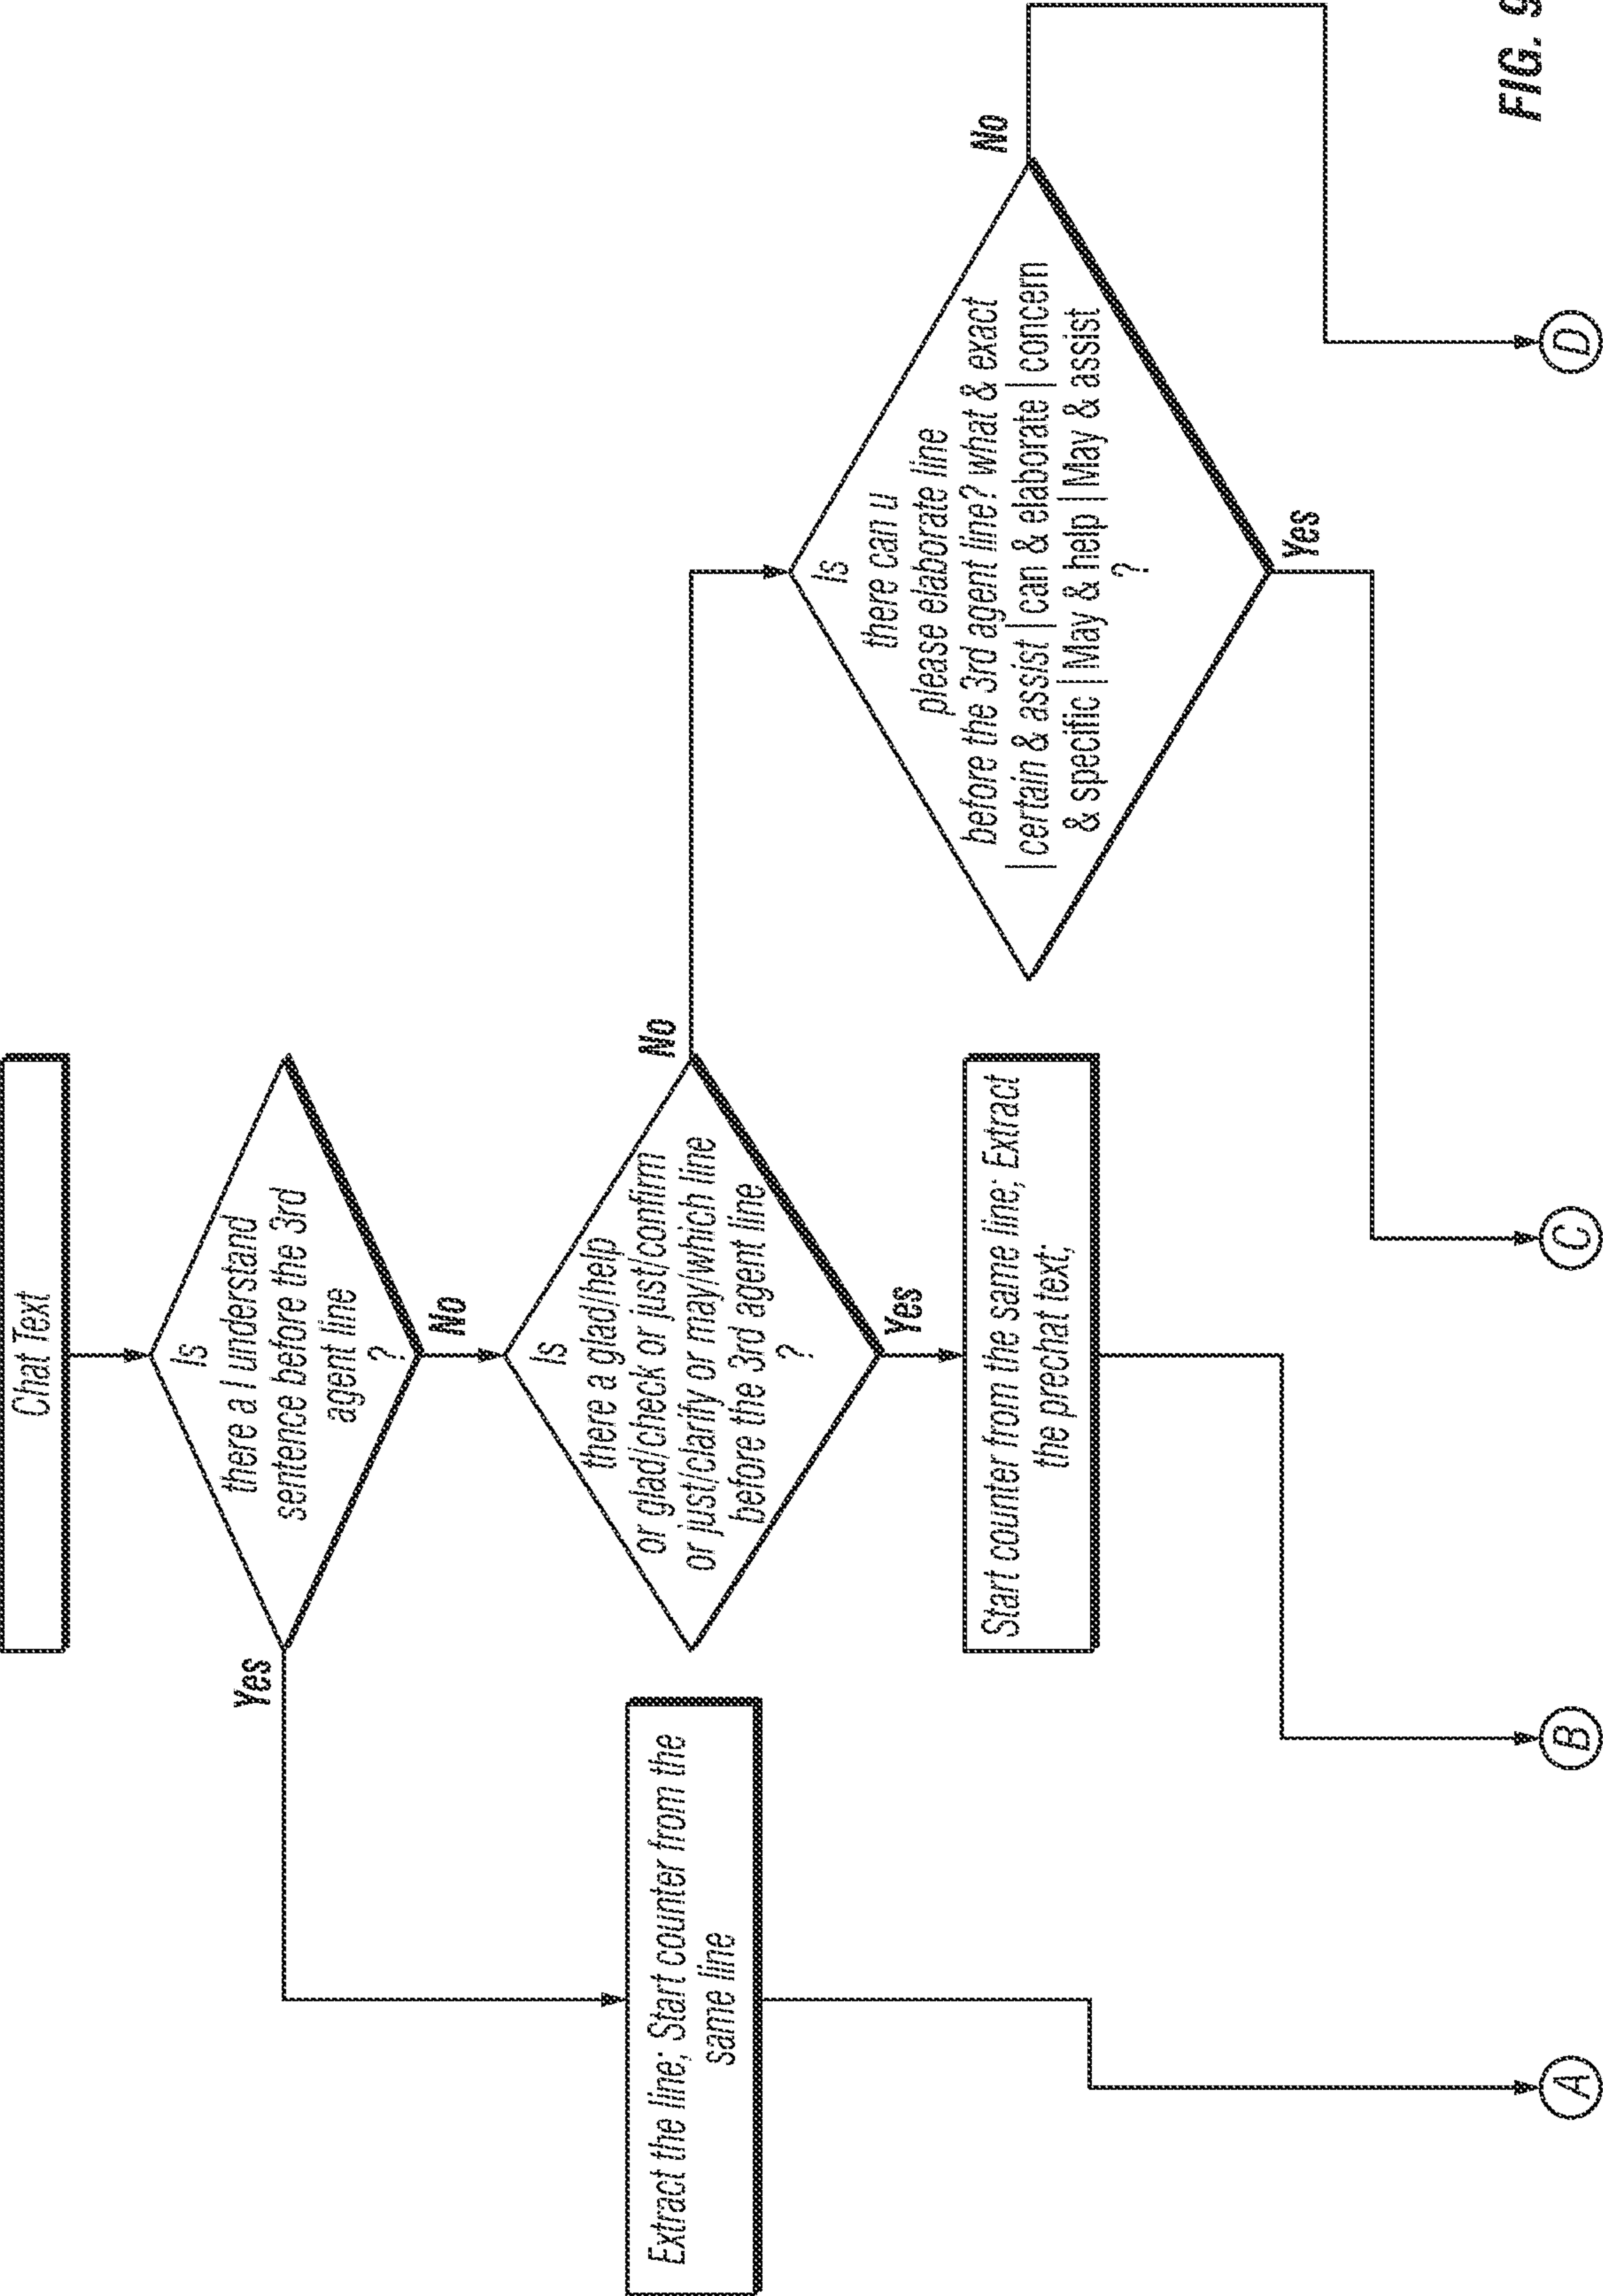 Chat Text
Is
there a I understand
sentence before the 3rd
agent line
?
Yes
No
Extract the line; Start counter from the
same line
Is
there a glad/help
or glad/check or just/confirm
or just/clarify or may/which line
before the 3rd agent line
?
No
Yes
Start counter from the same line; Extract
the prechat text;
Is
there can u
please elaborate line
before the 3rd agent line? what & exact
| certain & assist | can & elaborate | concern
& specific | May & help | May & assist
?
No
Yes
A
B
C
D
FIG. 9